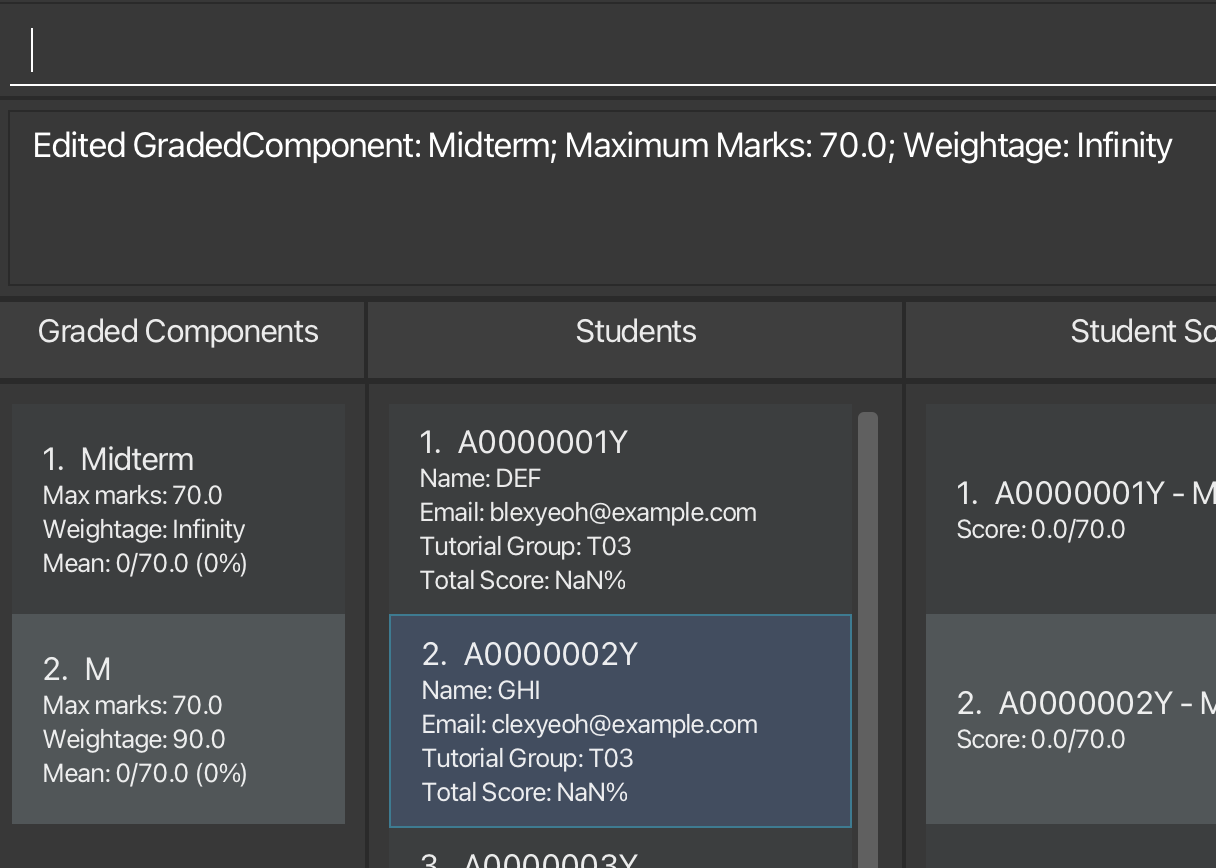 Edited GradedComponent: Midterm; Maximum Marks: 70.0; Weightage: Infinity
Graded Components
Students
Student Sc
1. Midterm
Max marks: 70.0
Weightage: Infinity
Mean: 0/70.0 (0%)
2. M
Max marks: 70.0
Weightage: 90.0
Mean: 0/70.0 (0%)
1. A0000001Y
Name: DEF
Email: blexyeoh@example.com
Tutorial Group: T03
Total Score: NaN%
2. A0000002Y
Name: GHI
Email: clexyeoh@example.com
Tutorial Group: T03
Total Score: NaN%
3. A0000003Y
1. A0000001Y - M
Score: 0.0/70.0
2. A0000002Y - M
Score: 0.0/70.0